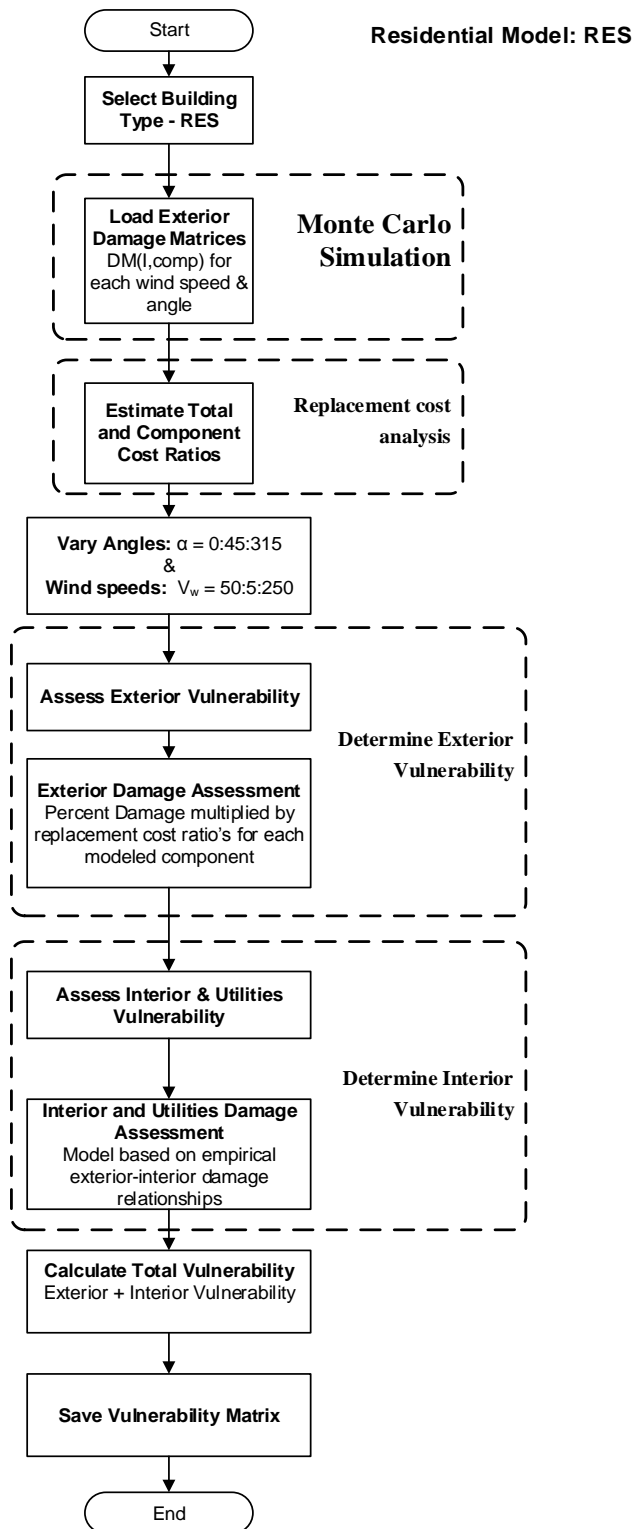 Start
Residential Model: RES
Select Building
Type - RES
Load Exterior
Damage Matrices
DM(I,comp) for
each wind speed &
angle
Monte Carlo
Simulation
Estimate Total
and Component
Cost Ratios
Replacement cost
analysis
Vary Angles: α = 0:45:315
&
Wind speeds: Vw = 50:5:250
Assess Exterior Vulnerability
Determine Exterior
Vulnerability
Exterior Damage Assessment
Percent Damage multiplied by
replacement cost ratio's for each
modeled component
Assess Interior & Utilities
Vulnerability
Determine Interior
Vulnerability
Interior and Utilities Damage
Assessment
Model based on empirical
exterior-interior damage
relationships
Calculate Total Vulnerability
Exterior + Interior Vulnerability
Save Vulnerability Matrix
End